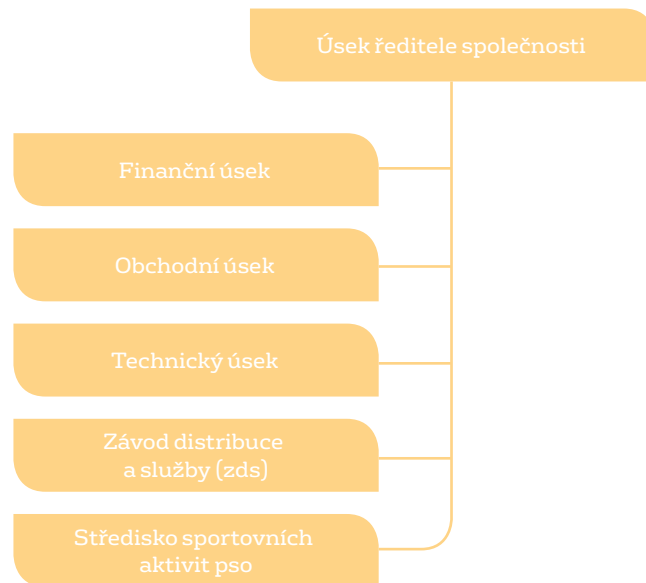 Úsek ředitele společnosti
Finanční úsek
Obchodní úsek
Technický úsek
Závod distribuce
a služby (zds)
Středisko sportovních
aktivit pso